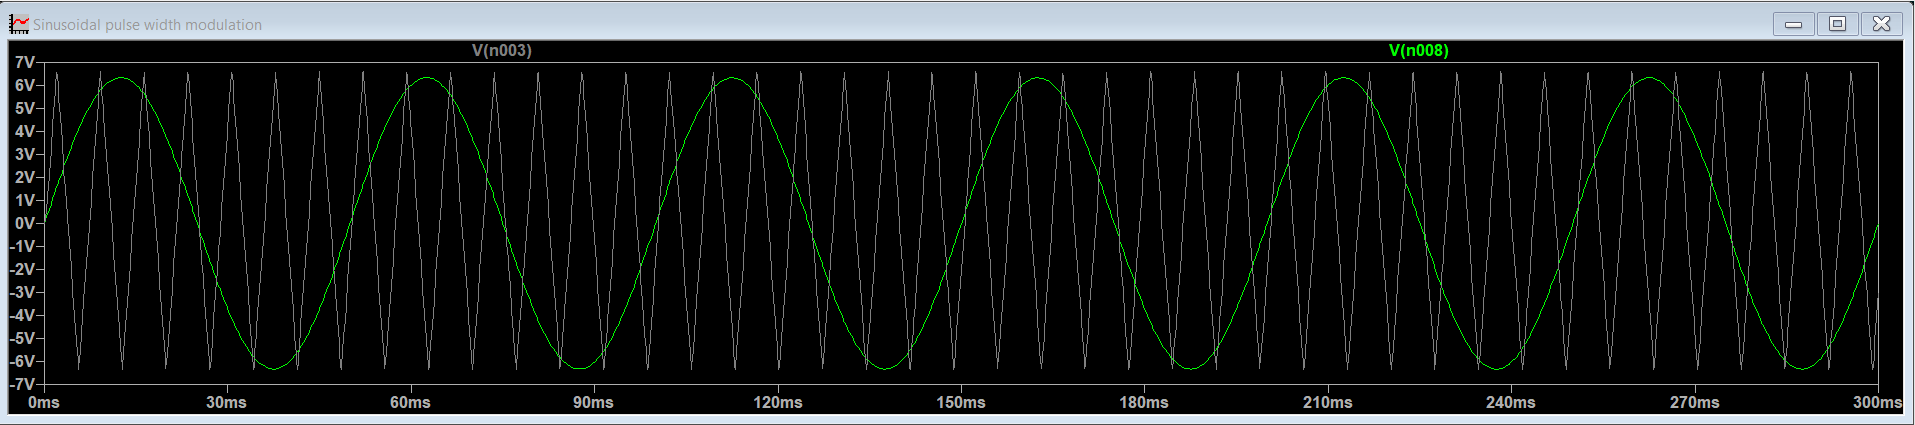 Sinusoidal pulse width modulation
V(n003) V(n008)
7V
6V
5V
4V
3V
2V
1V
0V
-1V
-2V
-3V
-4V
-5V
-6V
-7V
0ms 30ms 60ms 90ms 120ms 150ms 180ms 210ms 240ms 270ms 300ms